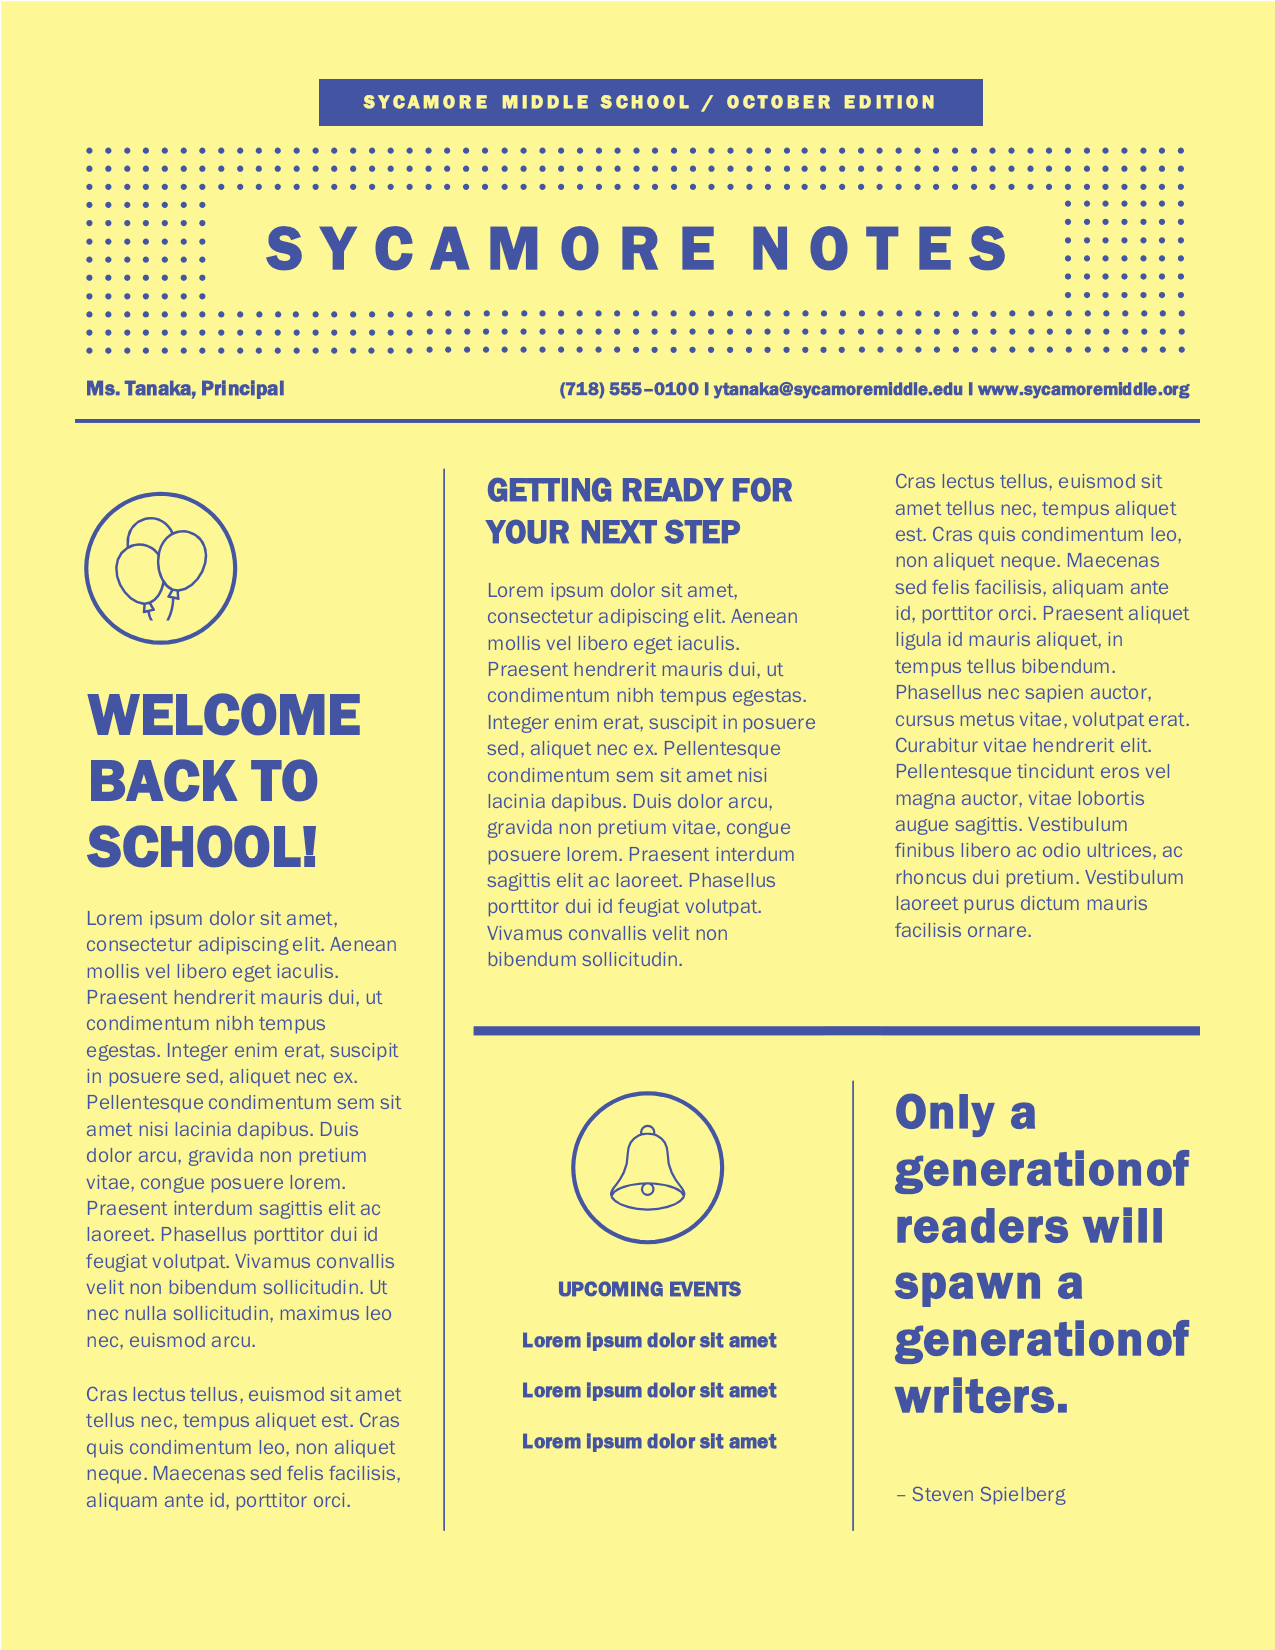 SYCAMORE MIDDLE SCHOOL / OCTOBER EDITION
SYCAMORE NOTES
Ms. Tanaka, Principal
(718) 555–0100 I ytanaka@sycamoremiddle.edu I www.sycamoremiddle.org
WELCOME
BACK TO
SCHOOL!
Lorem ipsum dolor sit amet,
consectetur adipiscing elit. Aenean
mollis vel libero eget iaculis.
Praesent hendrerit mauris dui, ut
condimentum nibh tempus
egestas. Integer enim erat, suscipit
in posuere sed, aliquet nec ex.
Pellentesque condimentum sem sit
amet nisi lacinia dapibus. Duis
dolor arcu, gravida non pretium
vitae, congue posuere lorem.
Praesent interdum sagittis elit ac
laoreet. Phasellus porttitor dui id
feugiat volutpat. Vivamus convallis
velit non bibendum sollicitudin. Ut
nec nulla sollicitudin, maximus leo
nec, euismod arcu.
Cras lectus tellus, euismod sit amet
tellus nec, tempus aliquet est. Cras
quis condimentum leo, non aliquet
neque. Maecenas sed felis facilisis,
aliquam ante id, porttitor orci.
GETTING READY FOR
YOUR NEXT STEP
Lorem ipsum dolor sit amet,
consectetur adipiscing elit. Aenean
mollis vel libero eget iaculis.
Praesent hendrerit mauris dui, ut
condimentum nibh tempus egestas.
Integer enim erat, suscipit in posuere
sed, aliquet nec ex. Pellentesque
condimentum sem sit amet nisi
lacinia dapibus. Duis dolor arcu,
gravida non pretium vitae, congue
posuere lorem. Praesent interdum
sagittis elit ac laoreet. Phasellus
porttitor dui id feugiat volutpat.
Vivamus convallis velit non
bibendum sollicitudin.
Cras lectus tellus, euismod sit
amet tellus nec, tempus aliquet
est. Cras quis condimentum leo,
non aliquet neque. Maecenas
sed felis facilisis, aliquam ante
id, porttitor orci. Praesent aliquet
ligula id mauris aliquet, in
tempus tellus bibendum.
Phasellus nec sapien auctor,
cursus metus vitae, volutpat erat.
Curabitur vitae hendrerit elit.
Pellentesque tincidunt eros vel
magna auctor, vitae lobortis
augue sagittis. Vestibulum
finibus libero ac odio ultrices, ac
rhoncus dui pretium. Vestibulum
laoreet purus dictum mauris
facilisis ornare.
UPCOMING EVENTS
Lorem ipsum dolor sit amet
Lorem ipsum dolor sit amet
Lorem ipsum dolor sit amet
Only a
generation of
readers will
spawn a
generation of
writers.
– Steven Spielberg